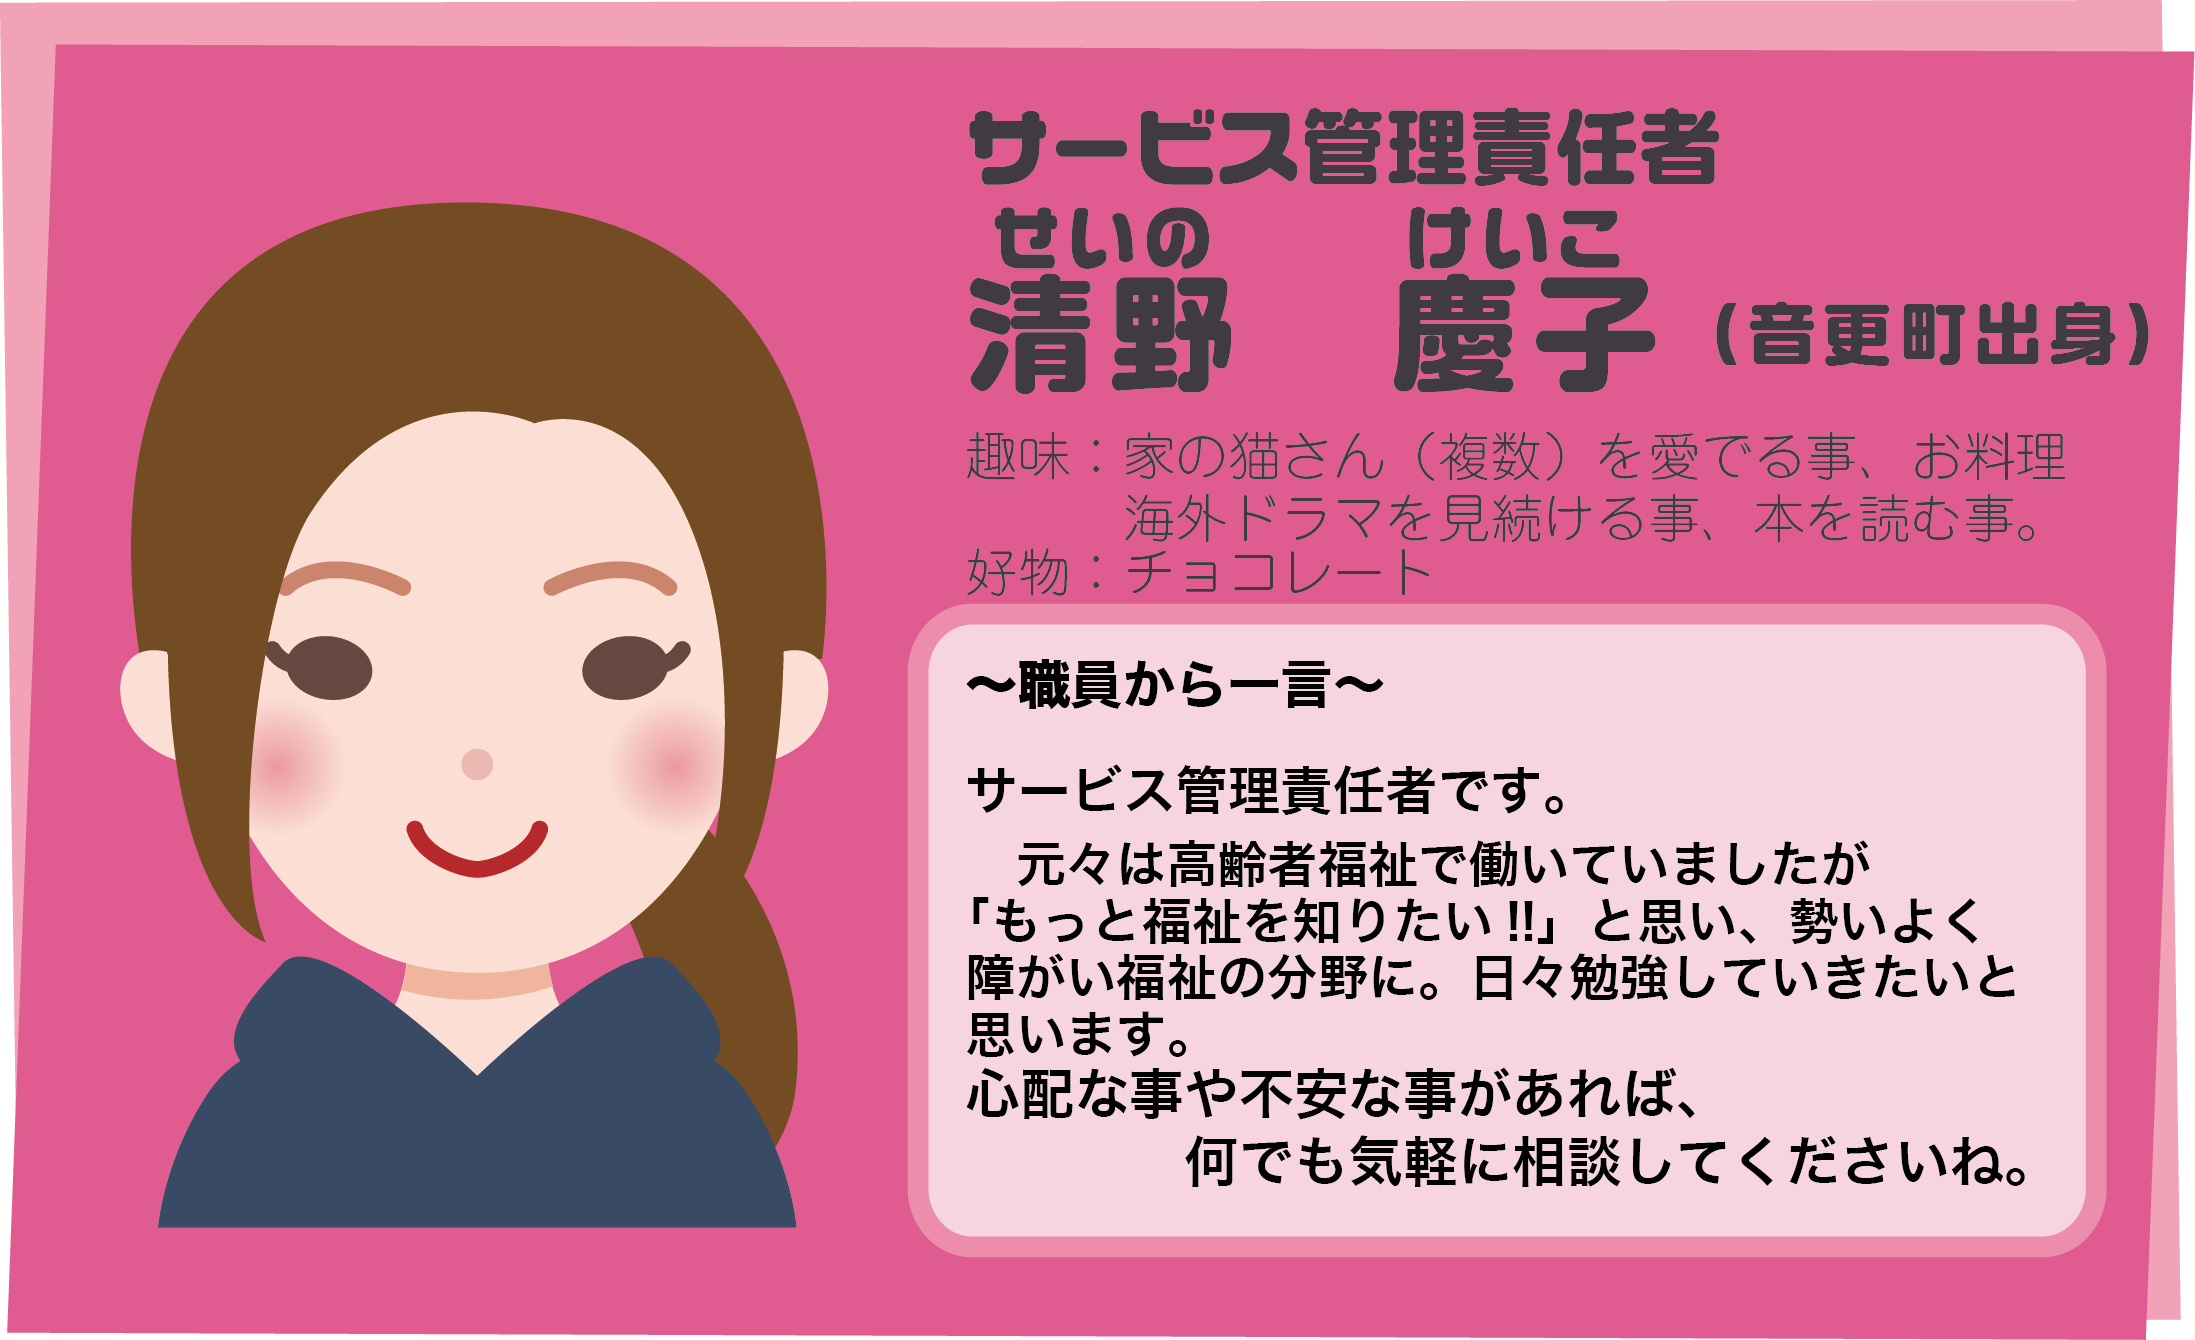 サービス管理責任者
せいの　けいこ
清野　慶子（音更町出身）
趣味：家の猫さん（複数）を愛でる事、お料理
海外ドラマを見続ける事、本を読む事。
好物：チョコレート
～職員から一言～
サービス管理責任者です。
元々は高齢者福祉で働いていましたが
「もっと福祉を知りたい!!」と思い、勢いよく
障がい福祉の分野に。日々勉強していきたいと
思います。
心配な事や不安な事があれば、
何でも気軽に相談してくださいね。